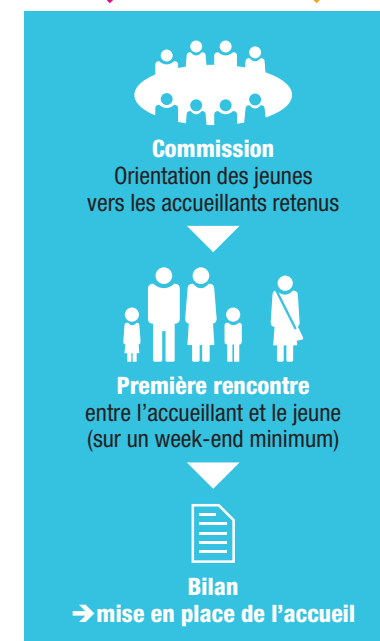 Commission
Orientation des jeunes
vers les accueillants retenus
Première rencontre
entre l’accueillant et le jeune
(sur un week-end minimum)
Bilan
➔mise en place de l’accueil